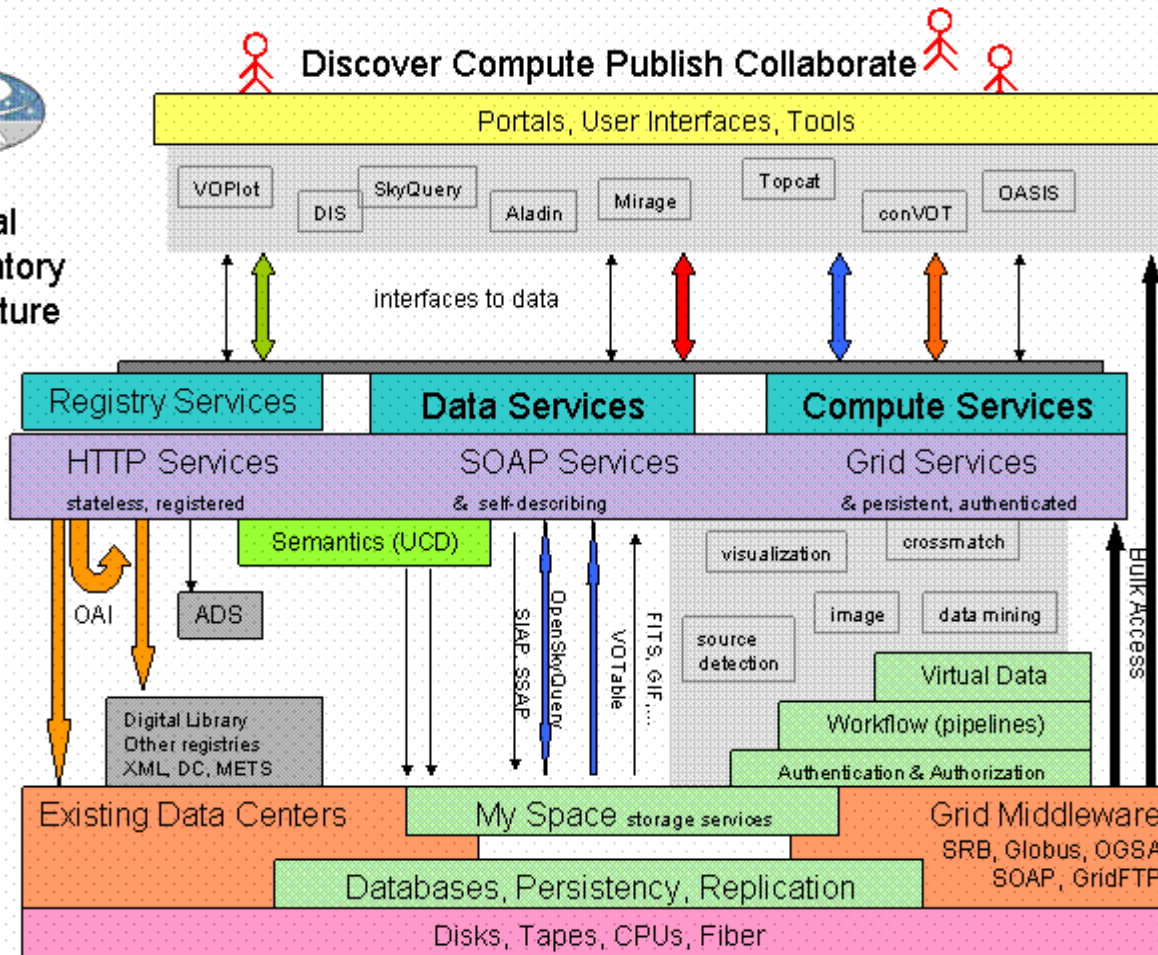 Discover Compute Publish Collaborate
Portals, User Interfaces, Tools
VOPlot
DIS
SkyQuery
Aladin
Mirage
Topcat
conVOT
OASIS
al
tory
ture
interfaces to data
Registry Services
Data Services
Compute Services
HTTP Services
stateless, registered
SOAP Services
& self-describing
Grid Services
& persistent, authenticated
Semantics (UCD)
OAI
ADS
SIAP, SSAP
OpenSkyQuery
VOTable
FITS, GIF,...
visualization
crossmatch
image
data mining
source
detection
Bulk Access
Virtual Data
Workflow (pipelines)
Authentication & Authorization
Digital Library
Other registries
XML, DC, METS
Existing Data Centers
My Space storage services
Grid Middleware
SRB, Globus, OGSA
SOAP, GridFTP
Databases, Persistency, Replication
Disks, Tapes, CPUs, Fiber